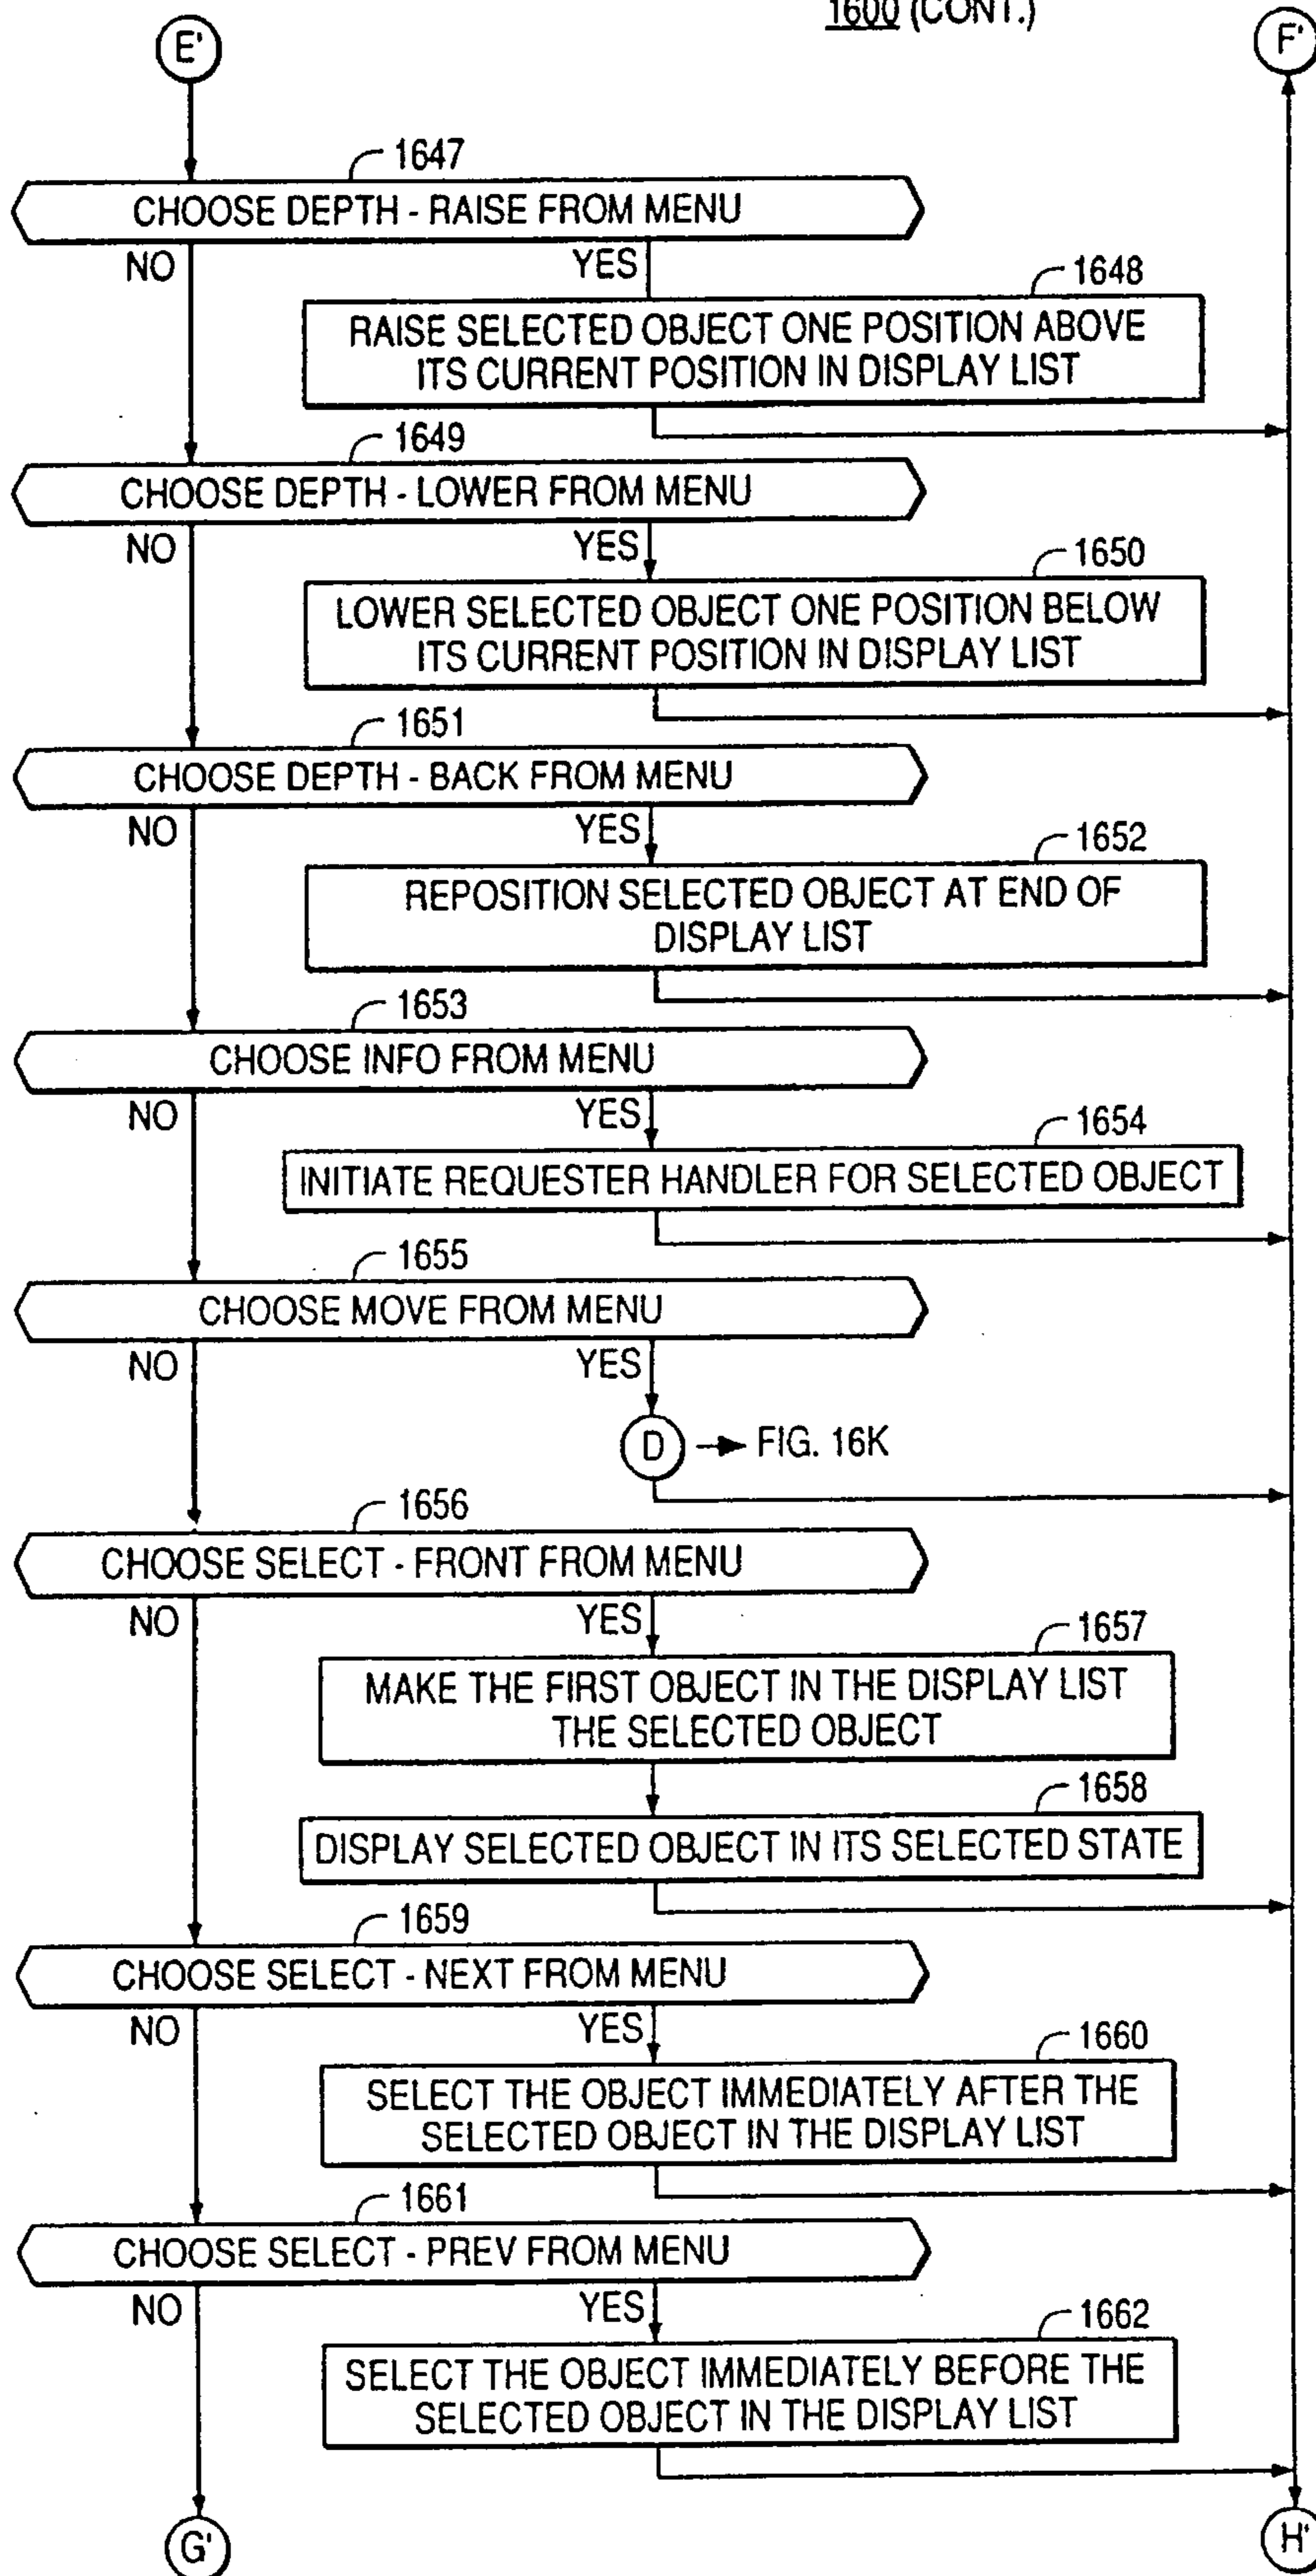 1600 (CONT.)
E'
F'
1647
CHOOSE DEPTH - RAISE FROM MENU
NO
YES
1648
RAISE SELECTED OBJECT ONE POSITION ABOVE
ITS CURRENT POSITION IN DISPLAY LIST
1649
CHOOSE DEPTH - LOWER FROM MENU
NO
YES
1650
LOWER SELECTED OBJECT ONE POSITION BELOW
ITS CURRENT POSITION IN DISPLAY LIST
1651
CHOOSE DEPTH - BACK FROM MENU
NO
YES
1652
REPOSITION SELECTED OBJECT AT END OF
DISPLAY LIST
1653
CHOOSE INFO FROM MENU
NO
YES
1654
INITIATE REQUESTER HANDLER FOR SELECTED OBJECT
1655
CHOOSE MOVE FROM MENU
NO
YES
D
FIG. 16K
1656
CHOOSE SELECT - FRONT FROM MENU
NO
YES
1657
MAKE THE FIRST OBJECT IN THE DISPLAY LIST
THE SELECTED OBJECT
1658
DISPLAY SELECTED OBJECT IN ITS SELECTED STATE
1659
CHOOSE SELECT - NEXT FROM MENU
NO
YES
1660
SELECT THE OBJECT IMMEDIATELY AFTER THE
SELECTED OBJECT IN THE DISPLAY LIST
1661
CHOOSE SELECT - PREV FROM MENU
NO
YES
1662
SELECT THE OBJECT IMMEDIATELY BEFORE THE
SELECTED OBJECT IN THE DISPLAY LIST
G'
H'